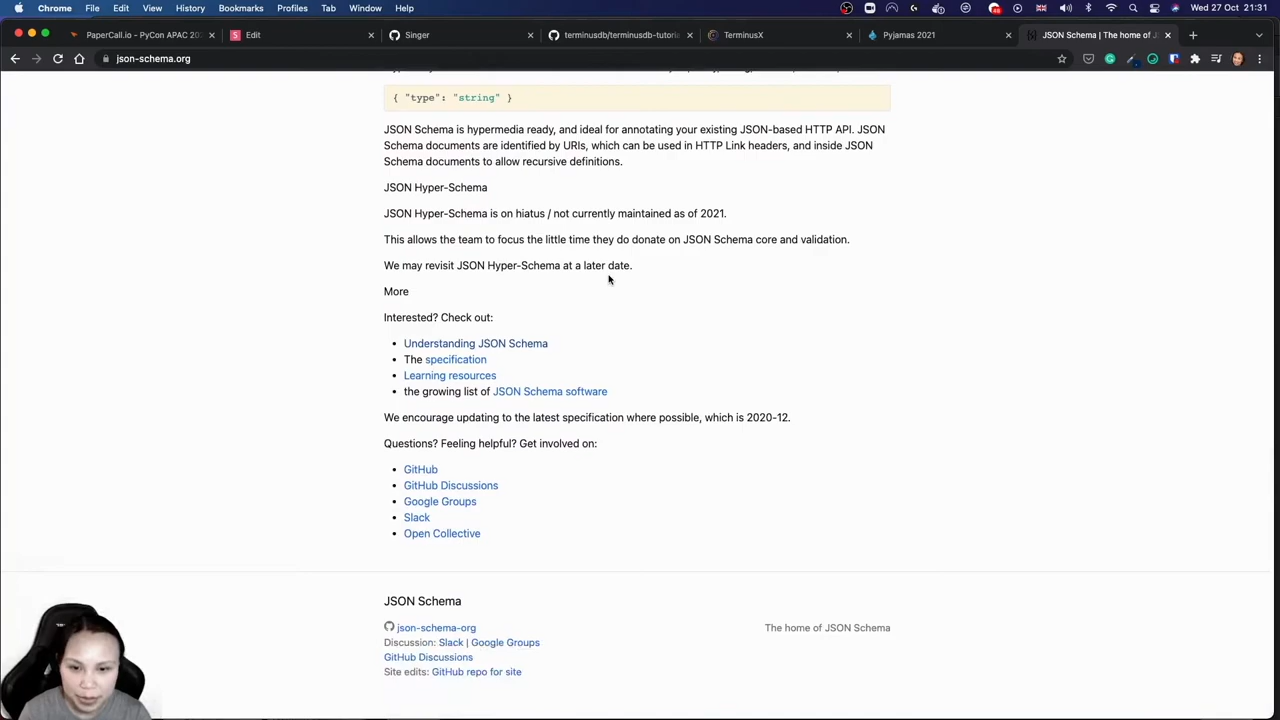 Chrome File Edit View History Bookmarks Profiles Tab Window Help Wed 27 Oct 21:31
PaperCall.io - PyCon APAC 202 Edit Singer terminusdb/terminusdb-tutoria TerminusX Pyjamas 2021 JSON Schema | The home of J
json-schema.org
{ "type": "string" }
JSON Schema is hypermedia ready, and ideal for annotating your existing JSON-based HTTP API. JSON
Schema documents are identified by URIs, which can be used in HTTP Link headers, and inside JSON
Schema documents to allow recursive definitions.
JSON Hyper-Schema
JSON Hyper-Schema is on hiatus / not currently maintained as of 2021.
This allows the team to focus the little time they do donate on JSON Schema core and validation.
We may revisit JSON Hyper-Schema at a later date.
More
Interested? Check out:
• Understanding JSON Schema
• The specification
• Learning resources
• the growing list of JSON Schema software
We encourage updating to the latest specification where possible, which is 2020-12.
Questions? Feeling helpful? Get involved on:
• GitHub
• GitHub Discussions
• Google Groups
• Slack
• Open Collective
JSON Schema
json-schema-org The home of JSON Schema
Discussion: Slack | Google Groups
GitHub Discussions
Site edits: GitHub repo for site